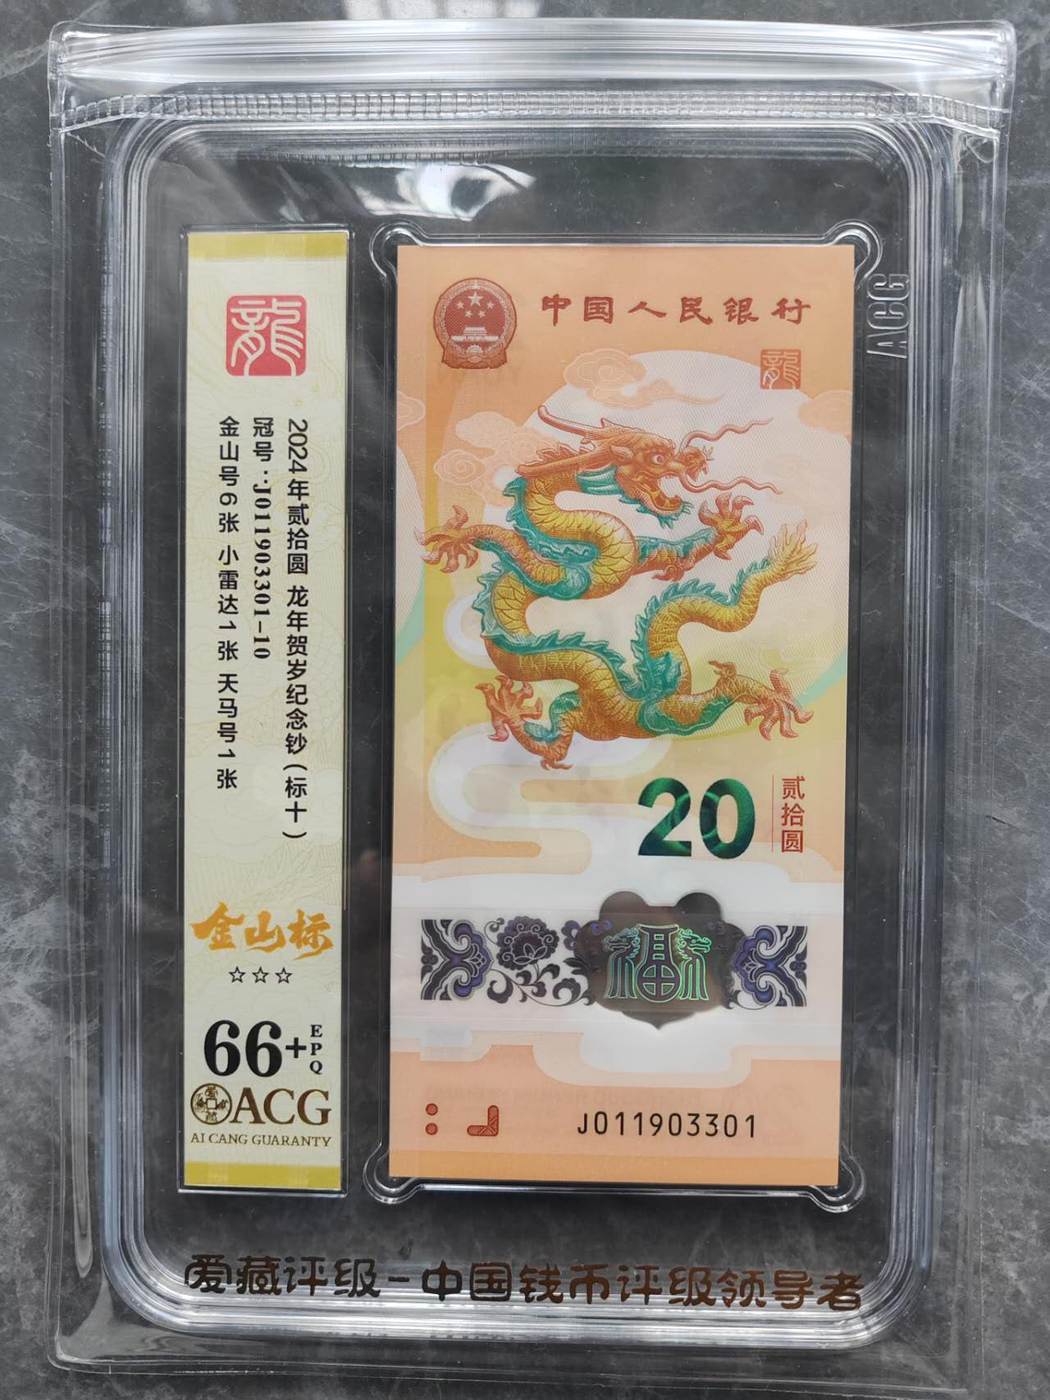 龍
2024年贰拾圆 龙年贺岁纪念钞(标十)
冠号:J011903301-10
金山号6张 小雷达1张 天马号1张
金山标
☆☆☆
66+
EPQ
ACG
AI CANG GUARANTY
中国人民银行
龍
20
贰拾圆
福
J011903301
ACG
爱藏评级-中国钱币评级领导者